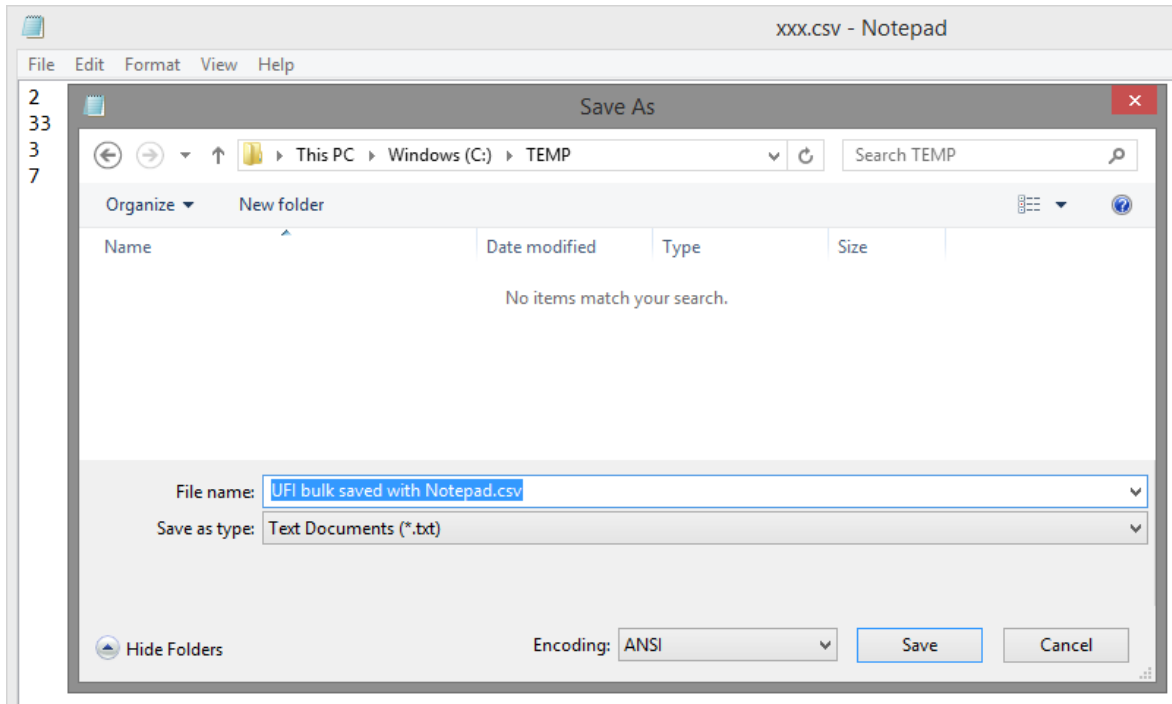 xxx.csv - Notepad
File Edit Format View Help
2
33
3
7
Save As
This PC Windows (C:) TEMP Search TEMP
Organize New folder
Name Date modified Type Size
No items match your search.
File name: UFI bulk saved with Notepad.csv
Save as type: Text Documents (*.txt)
Hide Folders Encoding: ANSI Save Cancel